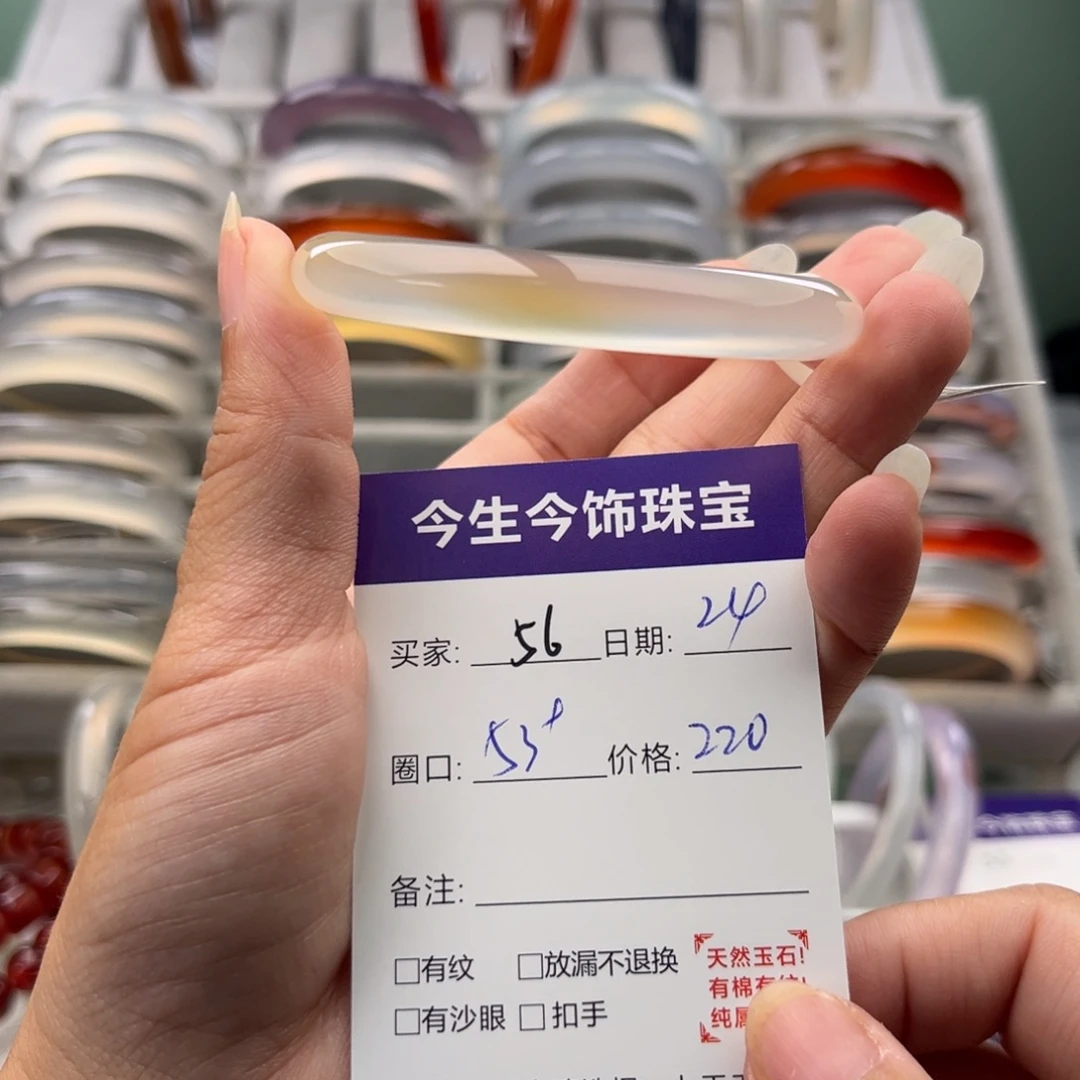 今生今饰珠宝
买家: 56 日期: 24
圈口: 53+ 价格: 220
备注:
□有纹 □放漏不退换
□有沙眼 □扣手
天然玉石!
有棉有纹!
纯属